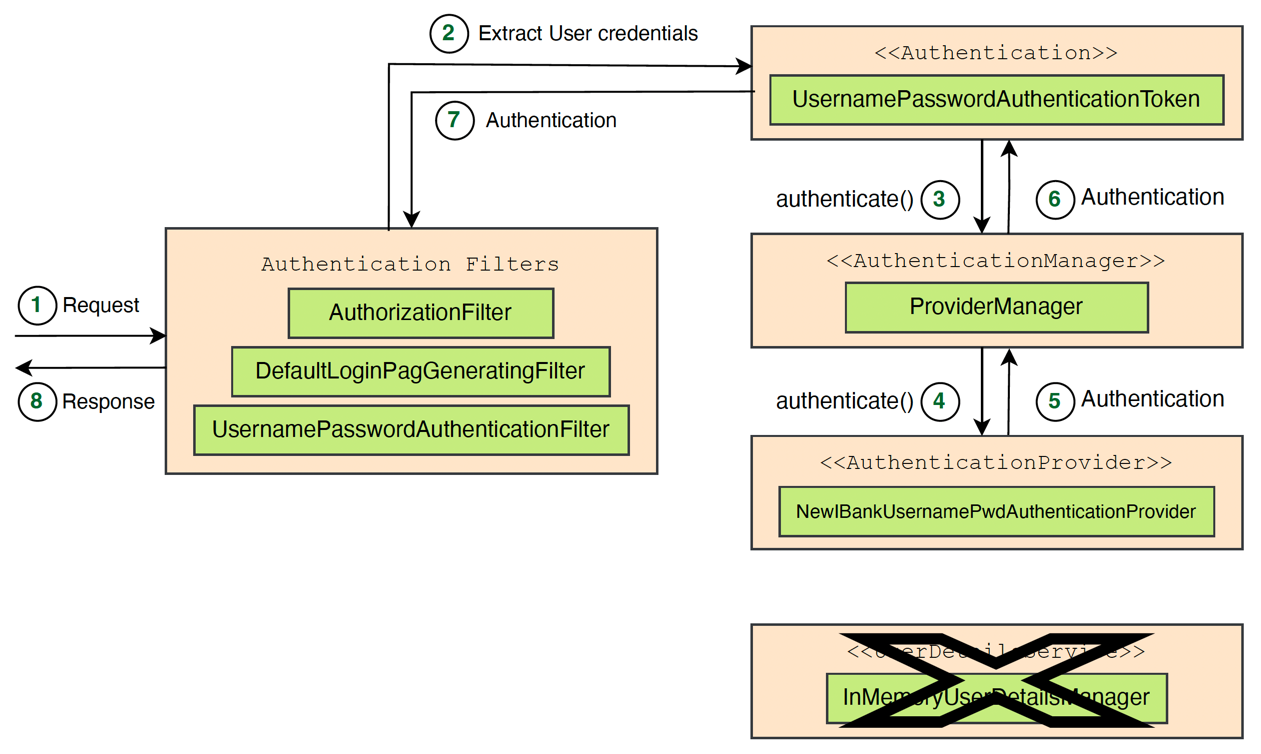 2 Extract User credentials
<<Authentication>>
UsernamePasswordAuthenticationToken
7 Authentication
authenticate() 3
6 Authentication
Authentication Filters
AuthorizationFilter
DefaultLoginPagGeneratingFilter
UsernamePasswordAuthenticationFilter
1 Request
8 Response
<<AuthenticationManager>>
ProviderManager
authenticate() 4
5 Authentication
<<AuthenticationProvider>>
NewIBankUsernamePwdAuthenticationProvider
<<UserDetailsService>>
InMemoryUserDetailsManager